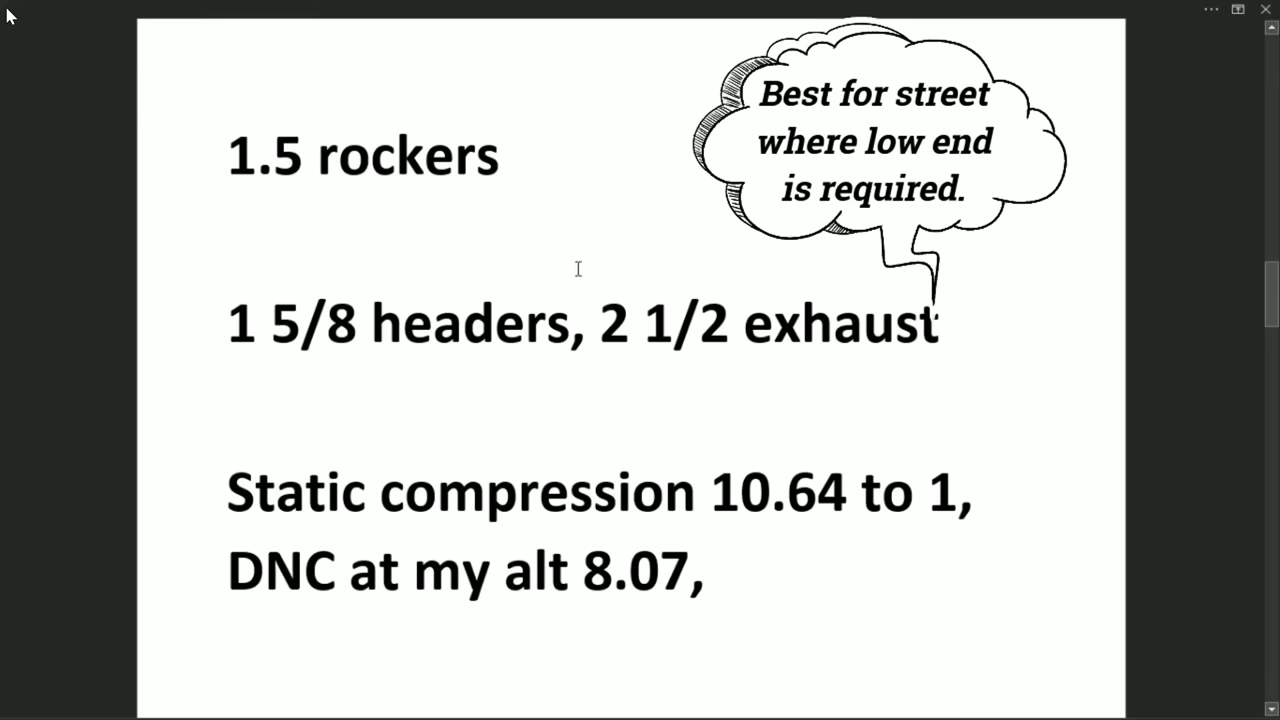 Best for street
where low end
is required.
1.5 rockers
1 5/8 headers, 2 1/2 exhaust
Static compression 10.64 to 1,
DNC at my alt 8.07,